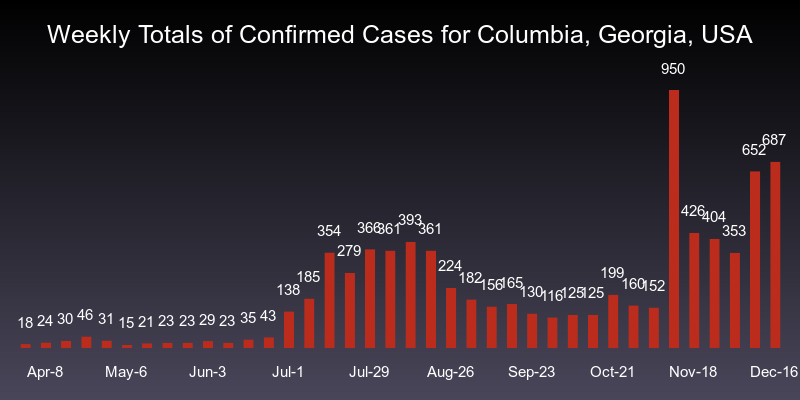 Weekly Totals of Confirmed Cases for Columbia, Georgia, USA
950
687
652
426
404
393
366 361 361
354 353
279
224
199
185 182
165
156 160 152
138
130 125 125
116
46 43
30 31 29 35
18 24 15 21 23 23 23
Apr-8 May-6 Jun-3 Jul-1 Jul-29 Aug-26 Sep-23 Oct-21 Nov-18 Dec-16